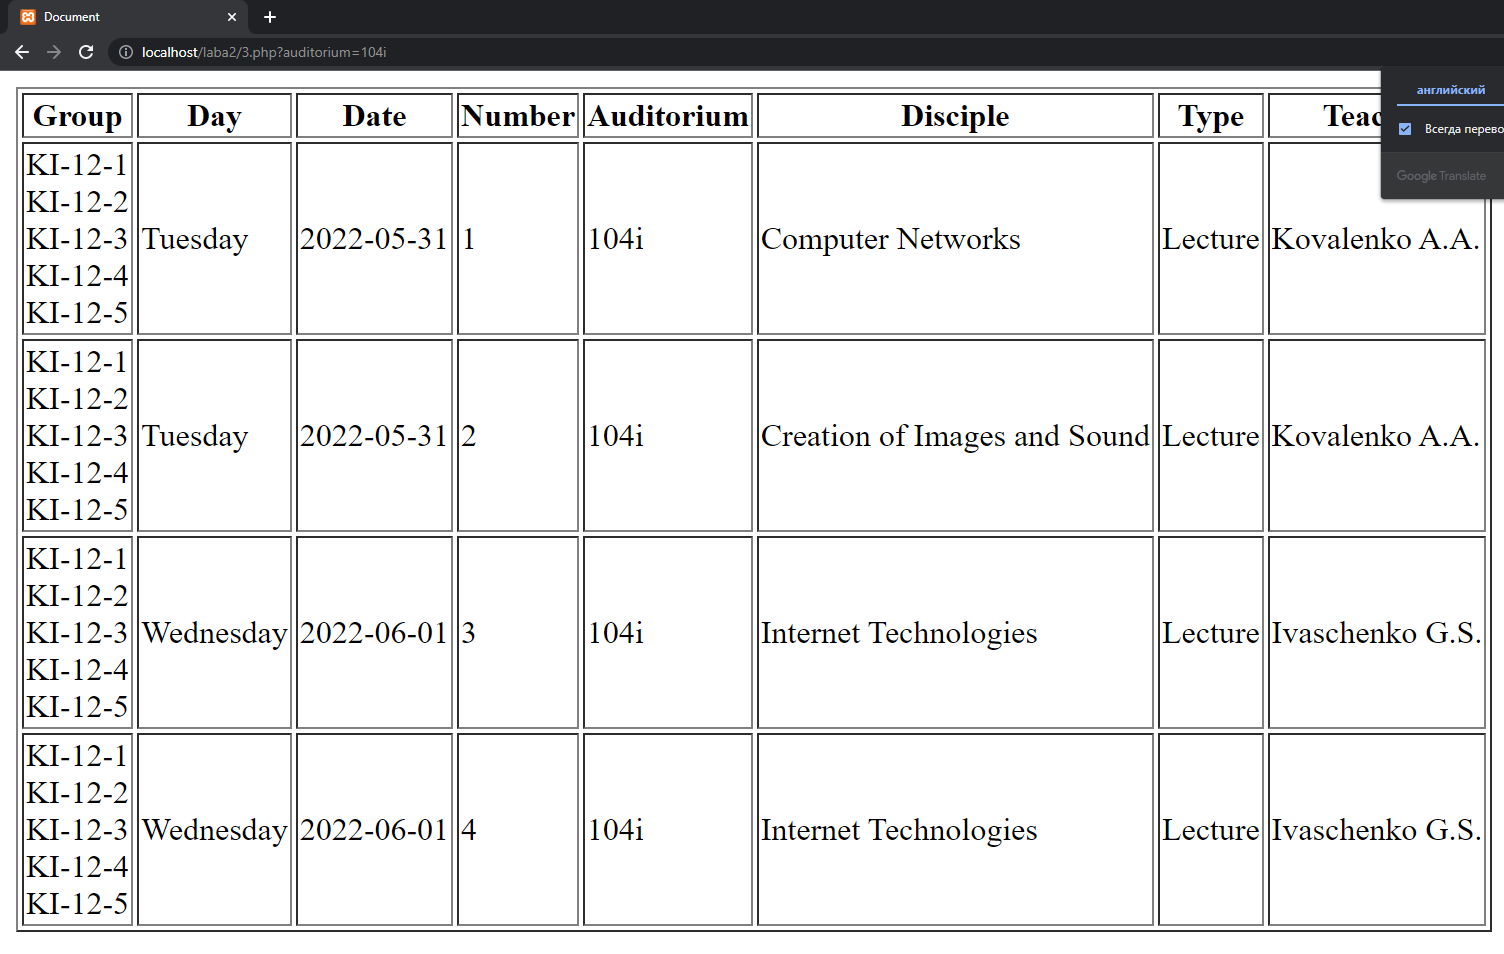 Document
localhost/laba2/3.php?auditorium=104i
английский
Всегда перево
Google Translate
Group Day Date Number Auditorium Disciple Type Teac
KI-12-1
KI-12-2
KI-12-3 Tuesday 2022-05-31 1 104i Computer Networks Lecture Kovalenko A.A.
KI-12-4
KI-12-5
KI-12-1
KI-12-2
KI-12-3 Tuesday 2022-05-31 2 104i Creation of Images and Sound Lecture Kovalenko A.A.
KI-12-4
KI-12-5
KI-12-1
KI-12-2
KI-12-3 Wednesday 2022-06-01 3 104i Internet Technologies Lecture Ivaschenko G.S.
KI-12-4
KI-12-5
KI-12-1
KI-12-2
KI-12-3 Wednesday 2022-06-01 4 104i Internet Technologies Lecture Ivaschenko G.S.
KI-12-4
KI-12-5